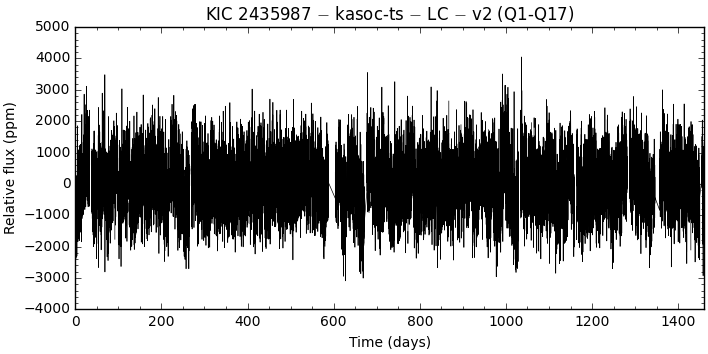 KIC 2435987 − kasoc-ts − LC − v2 (Q1-Q17)
5000
4000
3000
2000
1000
0
−1000
−2000
−3000
−4000
Relative flux (ppm)
0 200 400 600 800 1000 1200 1400
Time (days)